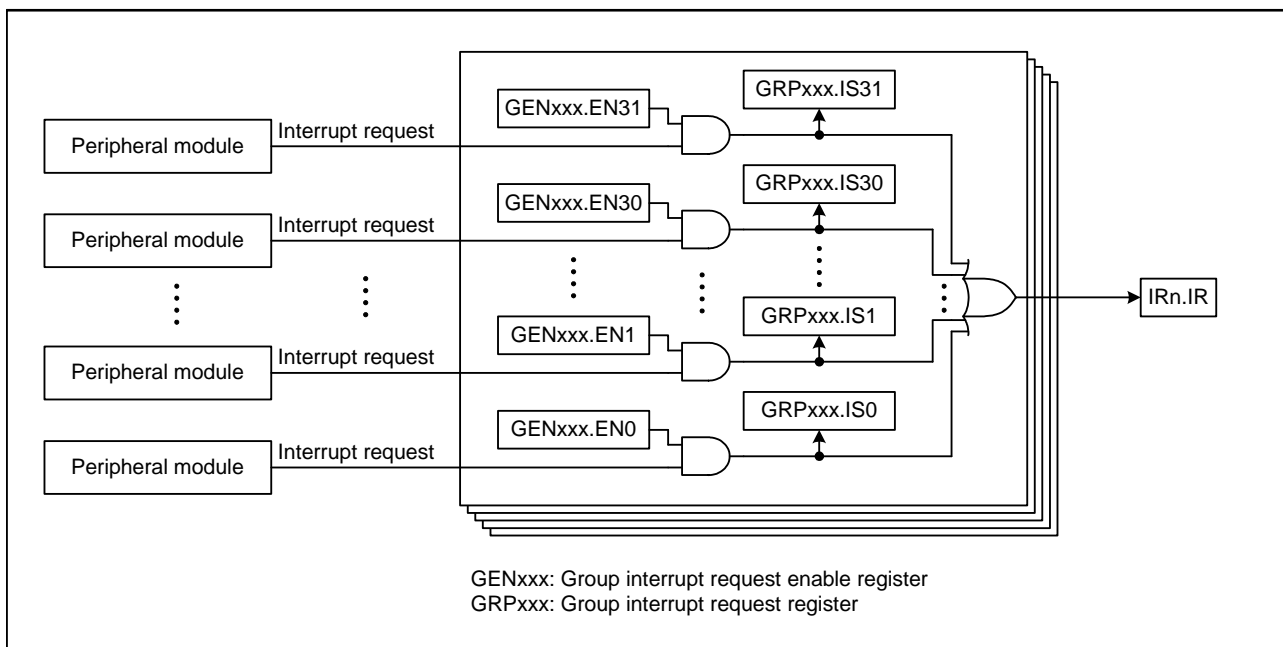 GENxxx.EN31
GRPxxx.IS31
Peripheral module
Interrupt request
GENxxx.EN30
GRPxxx.IS30
Peripheral module
Interrupt request
GENxxx.EN1
GRPxxx.IS1
IRn.IR
Peripheral module
Interrupt request
GENxxx.EN0
GRPxxx.IS0
Peripheral module
Interrupt request
GENxxx: Group interrupt request enable register
GRPxxx: Group interrupt request register